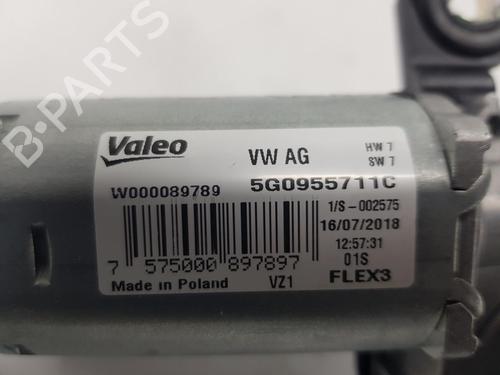 B-PARTS
Valeo
VW AG
HW 7
SW 7
W000089789
5G0955711C
1/S-002575
16/07/2018
12:57:31
7 575000 897897
01S
Made in Poland
VZ1
FLEX3